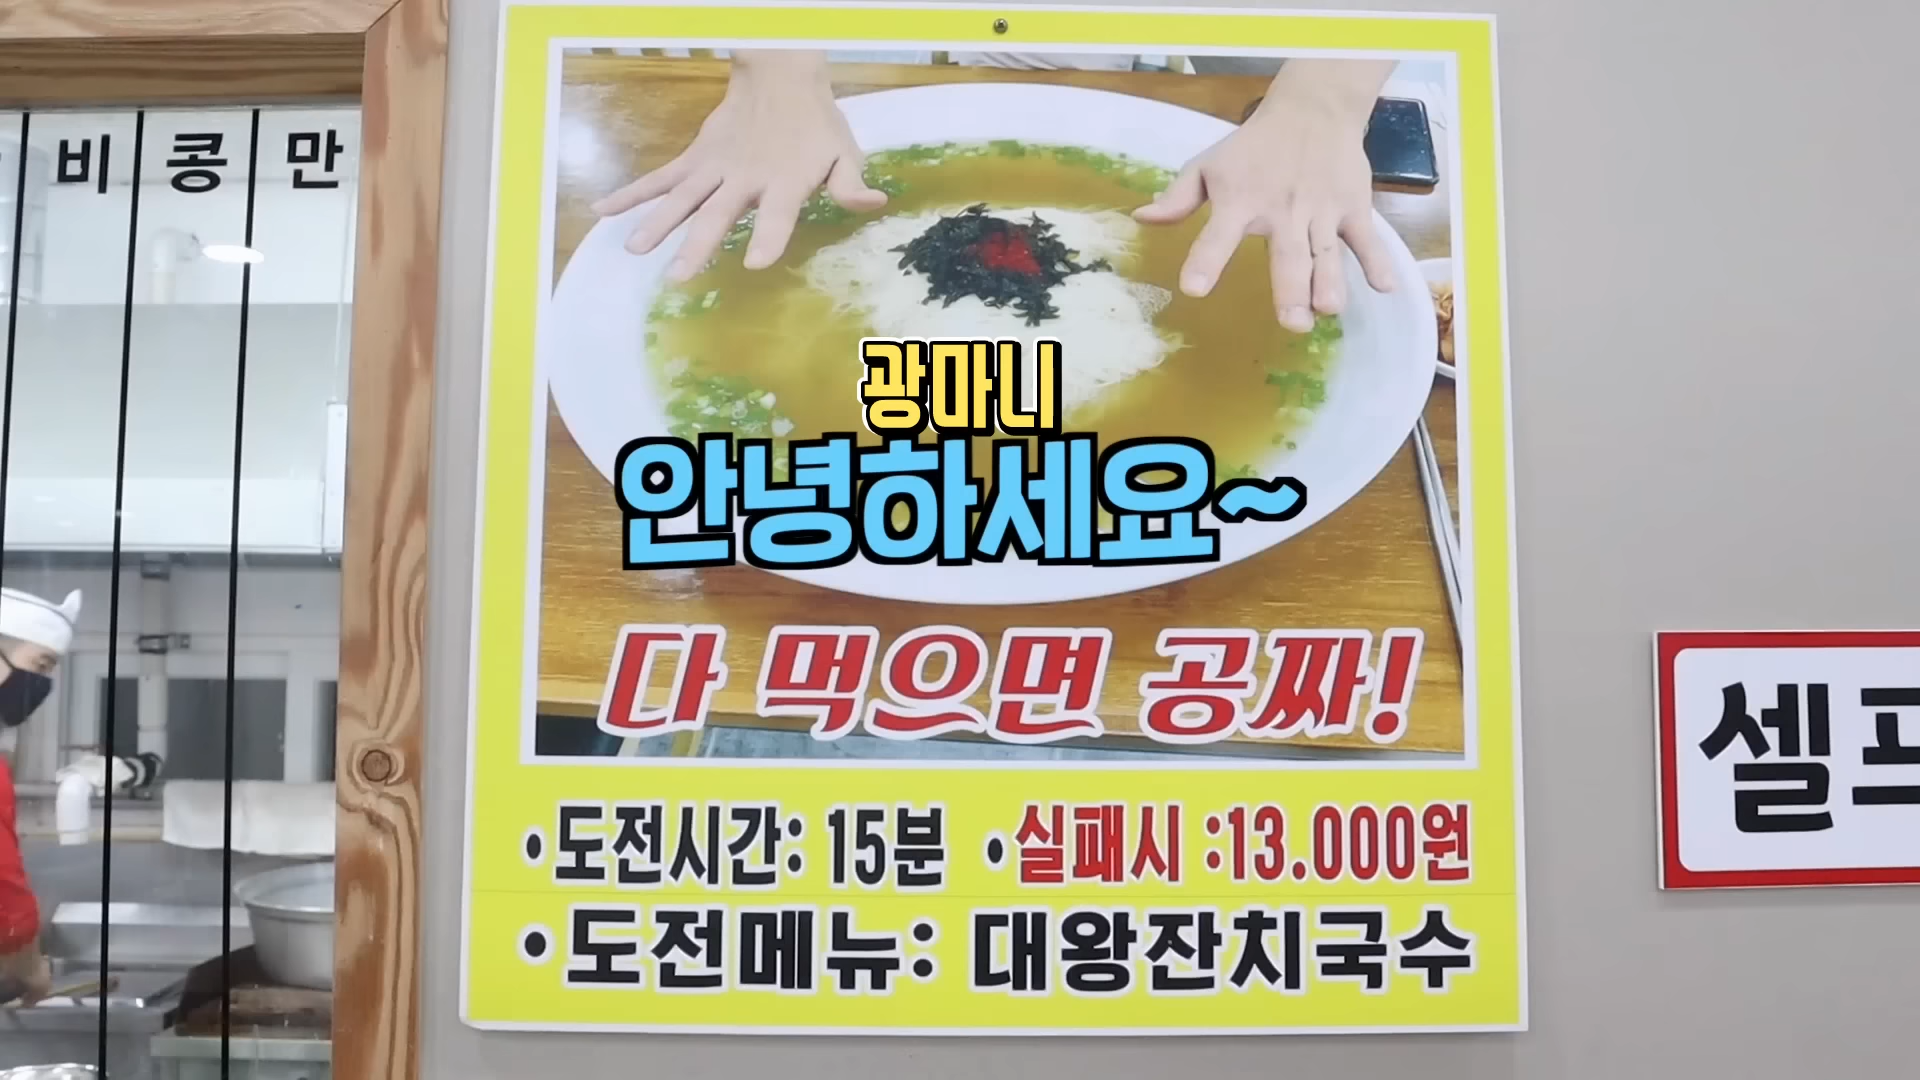 비 콩 만
광마니
안녕하세요~
다 먹으면 공짜!
•도전시간: 15분 •실패시 :13.000원
•도전메뉴: 대왕잔치국수
셀프